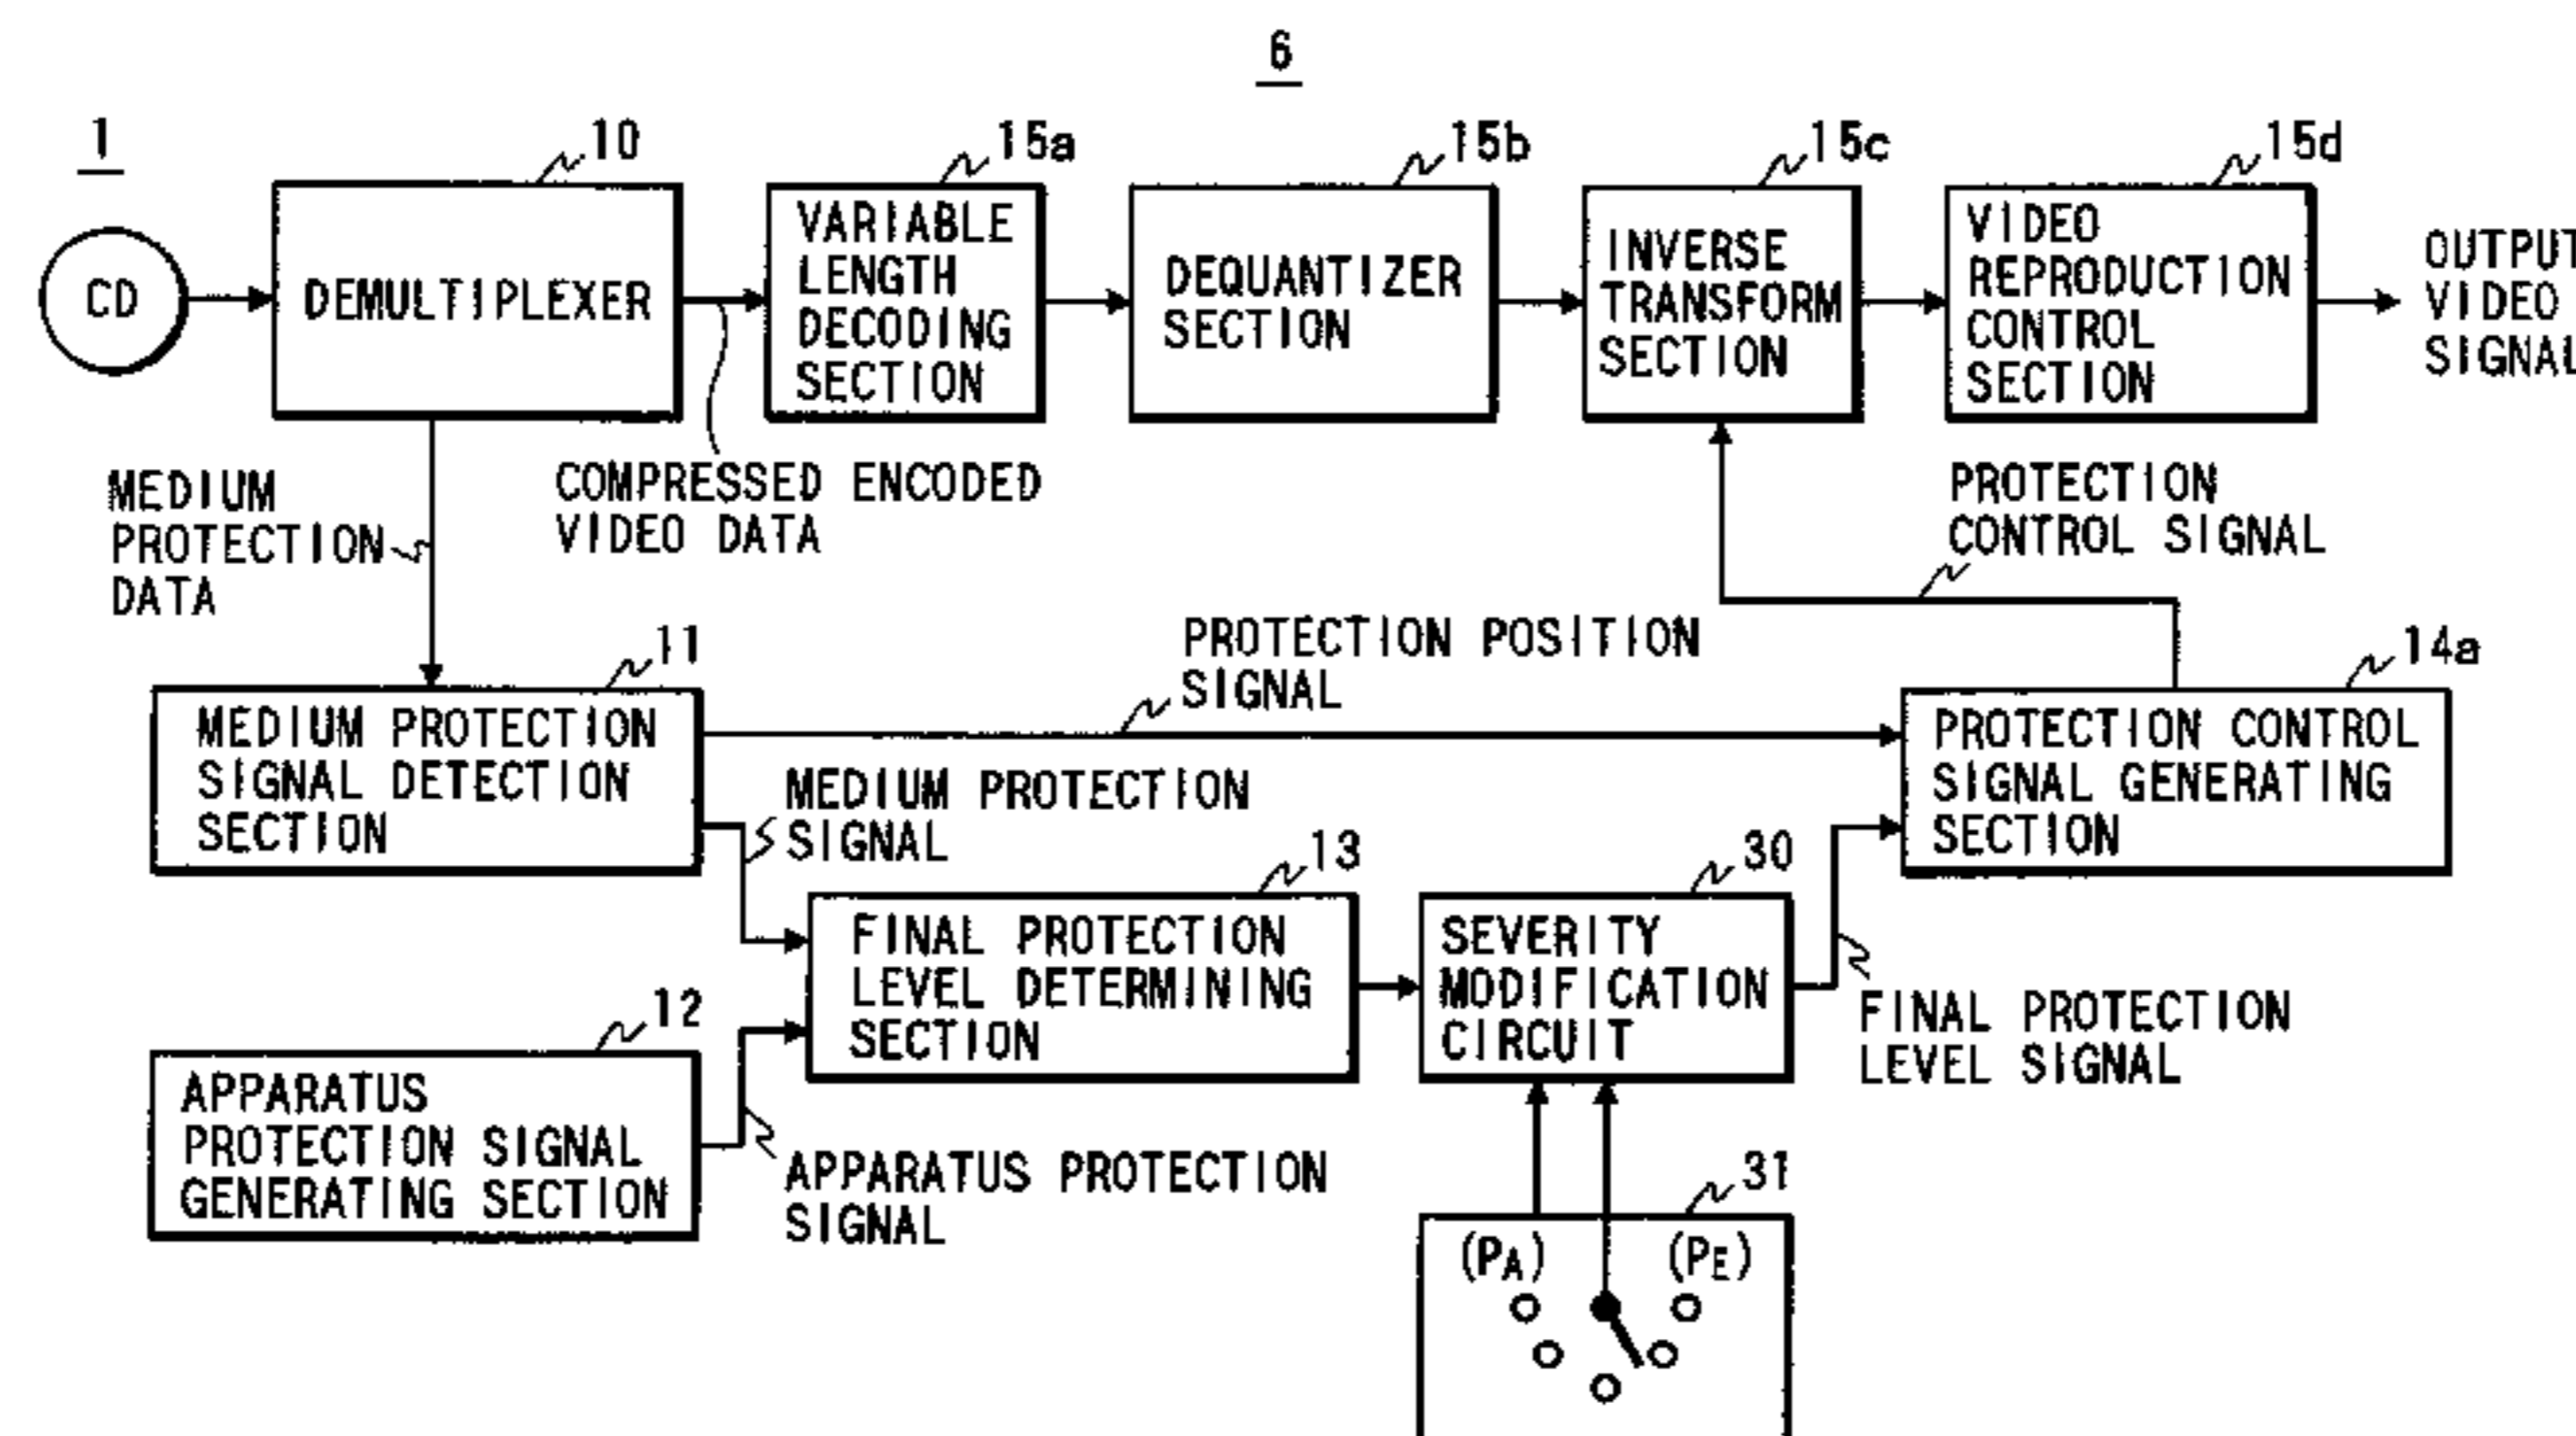 6
1
10
15a
15b
15c
15d
CD
DEMULTIPLEXER
VARIABLE
LENGTH
DECODING
SECTION
DEQUANTIZER
SECTION
INVERSE
TRANSFORM
SECTION
VIDEO
REPRODUCTION
CONTROL
SECTION
OUTPUT
VIDEO
SIGNAL
MEDIUM
PROTECTION
DATA
COMPRESSED ENCODED
VIDEO DATA
PROTECTION
CONTROL SIGNAL
11
PROTECTION POSITION
SIGNAL
14a
MEDIUM PROTECTION
SIGNAL DETECTION
SECTION
PROTECTION CONTROL
SIGNAL GENERATING
SECTION
MEDIUM PROTECTION
SIGNAL
13
30
FINAL PROTECTION
LEVEL DETERMINING
SECTION
SEVERITY
MODIFICATION
CIRCUIT
FINAL PROTECTION
LEVEL SIGNAL
12
APPARATUS
PROTECTION SIGNAL
GENERATING SECTION
APPARATUS PROTECTION
SIGNAL
31
(PA)
(PE)